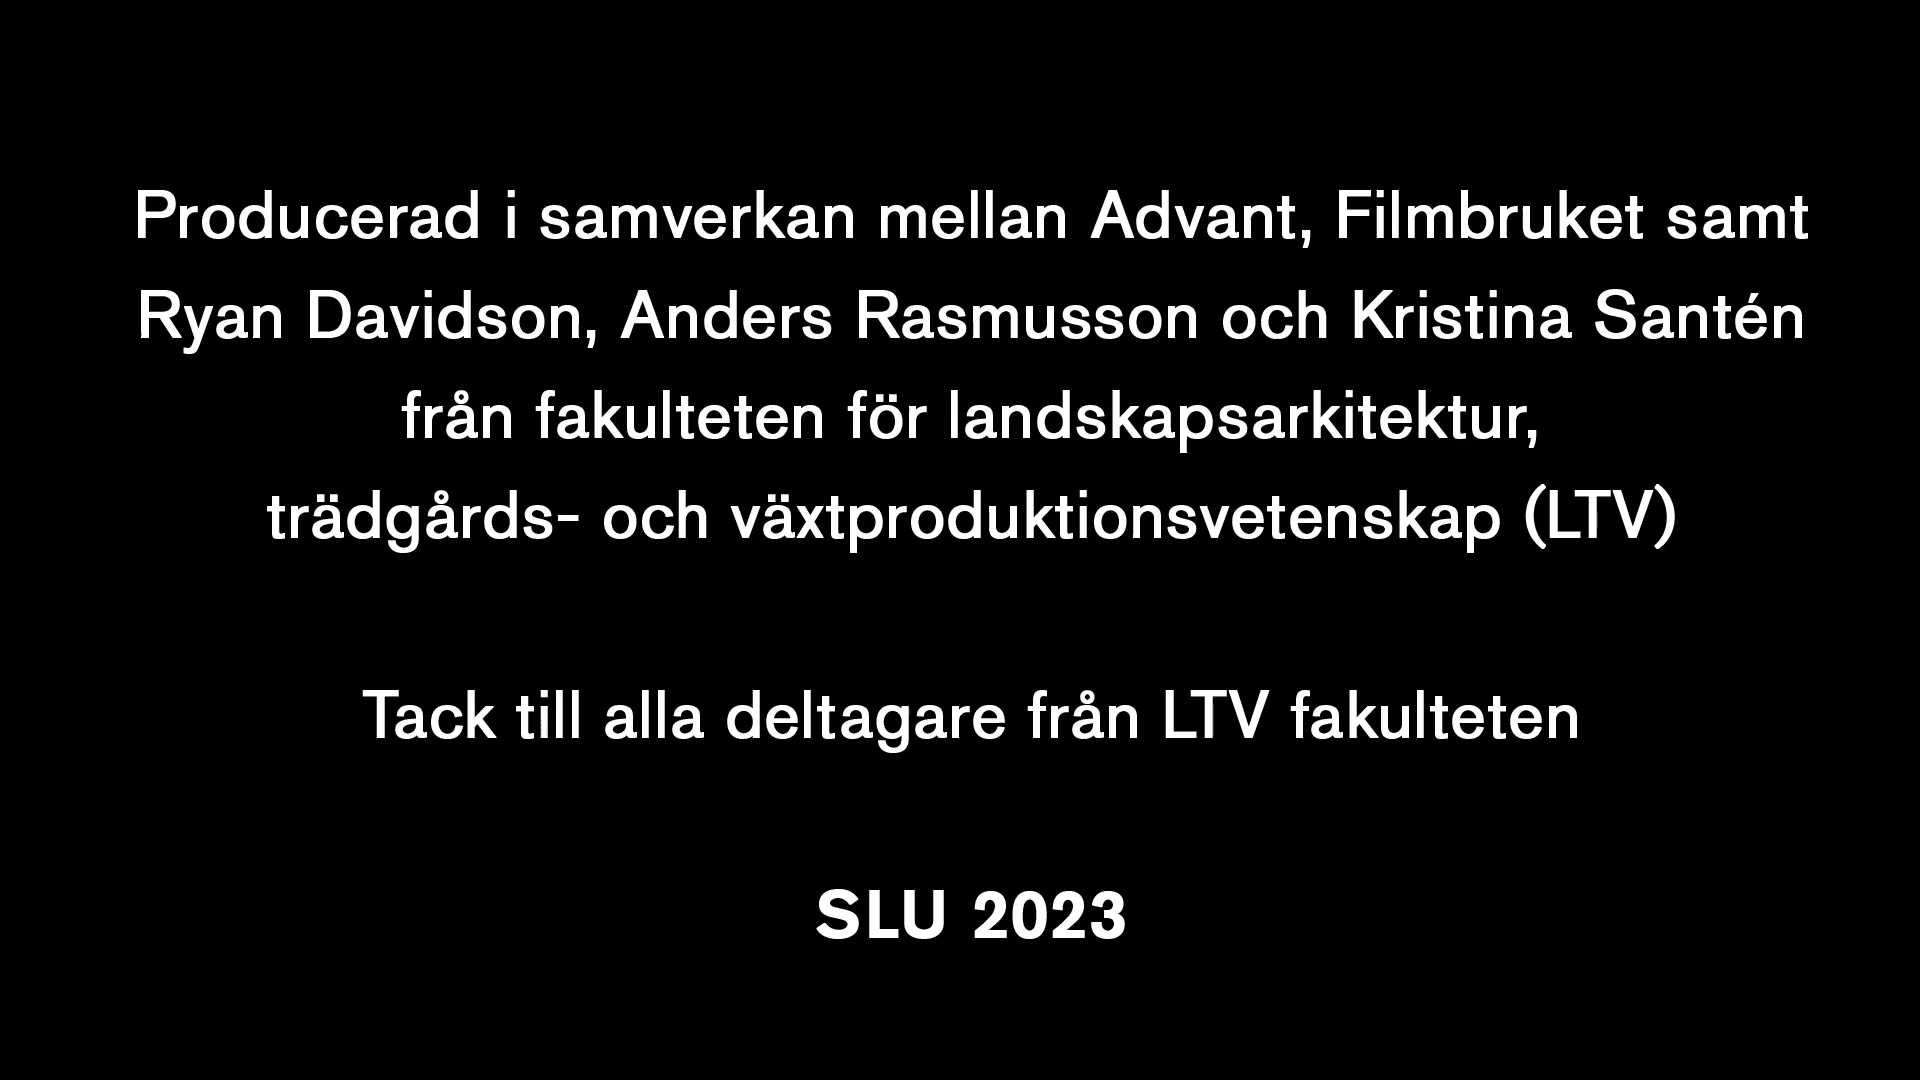 Producerad i samverkan mellan Advant, Filmbruket samt
Ryan Davidson, Anders Rasmusson och Kristina Santén
från fakulteten för landskapsarkitektur,
trädgårds- och växtproduktionsvetenskap (LTV)
Tack till alla deltagare från LTV fakulteten
SLU 2023